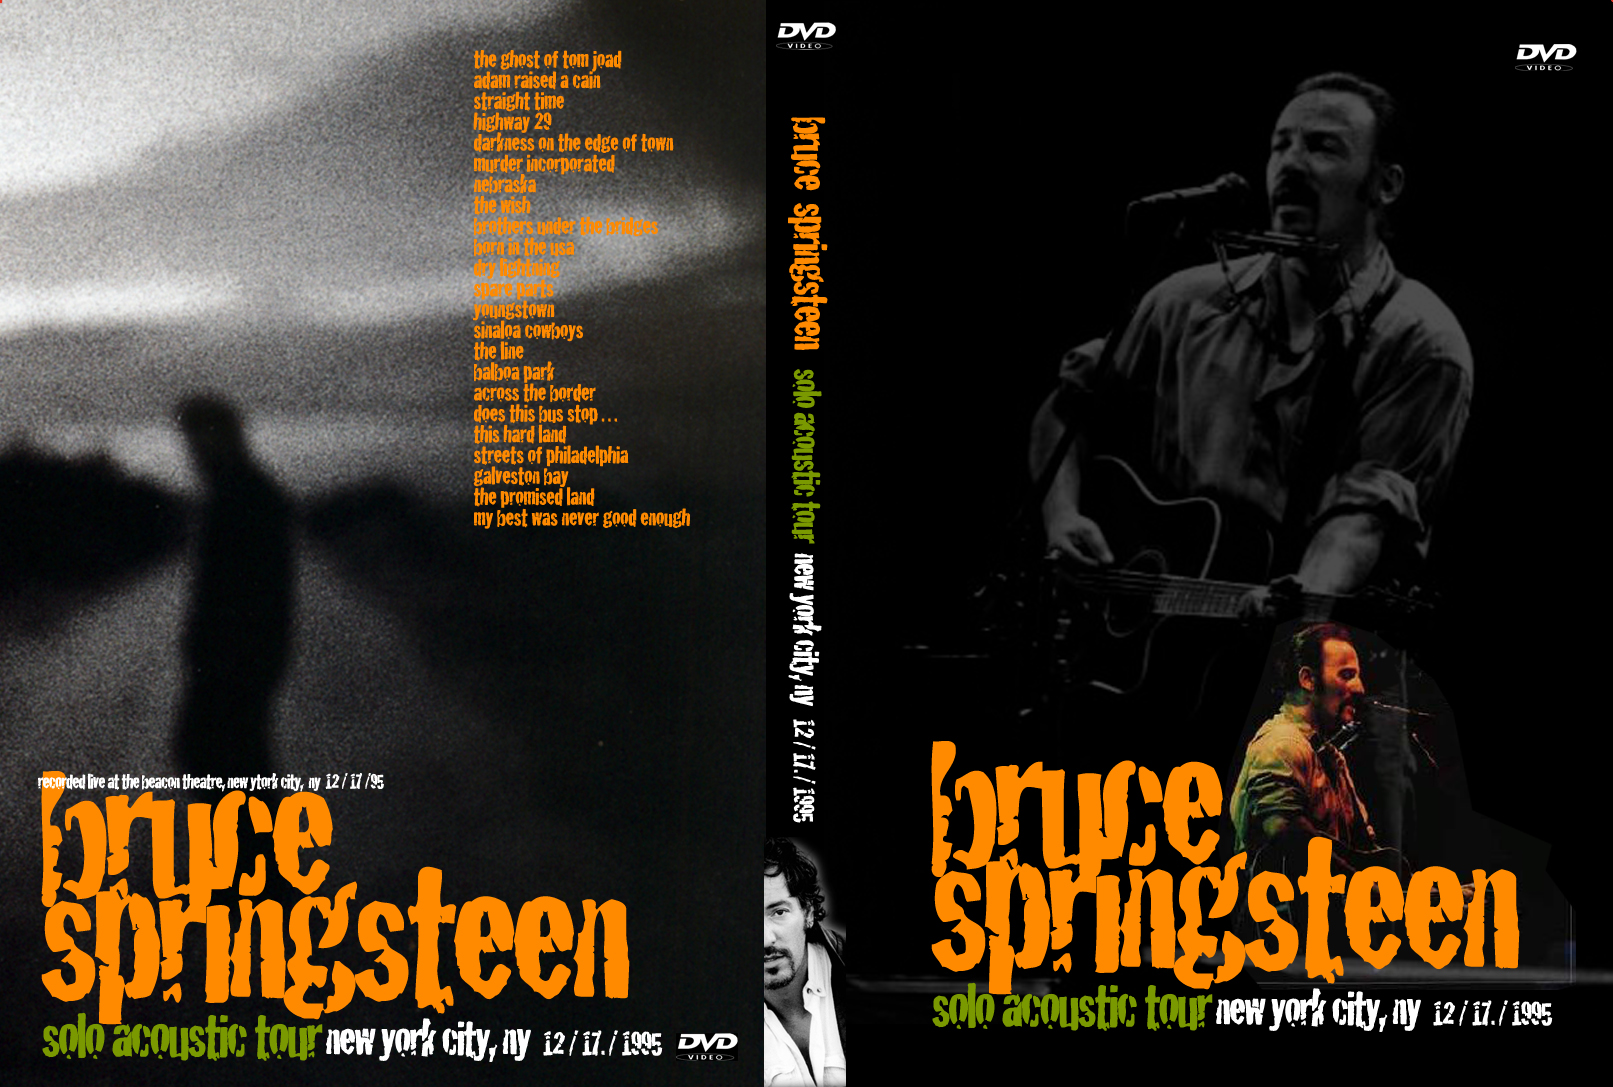 the ghost of tom joad
adam raised a cain
straight time
highway 29
darkness on the edge of town
murder incorporated
nebraska
the wish
brothers under the bridges
born in the usa
dry lightning
spare parts
youngstown
sinaloa cowboys
the line
balboa park
across the border
does this bus stop ...
this hard land
streets of philadelphia
galveston bay
the promised land
my best was never good enough
recorded live at the beacon theatre, new ytork city, ny 12 / 17 /95
bruce
springsteen
solo acoustic tour new york city, ny 12 / 17. / 1995
DVD
VIDEO
DVD
VIDEO
bruce springsteen solo acoustic tour new york city, ny 12 / 17. / 1995
DVD
VIDEO
bruce
springsteen
solo acoustic tour new york city, ny 12 / 17. / 1995